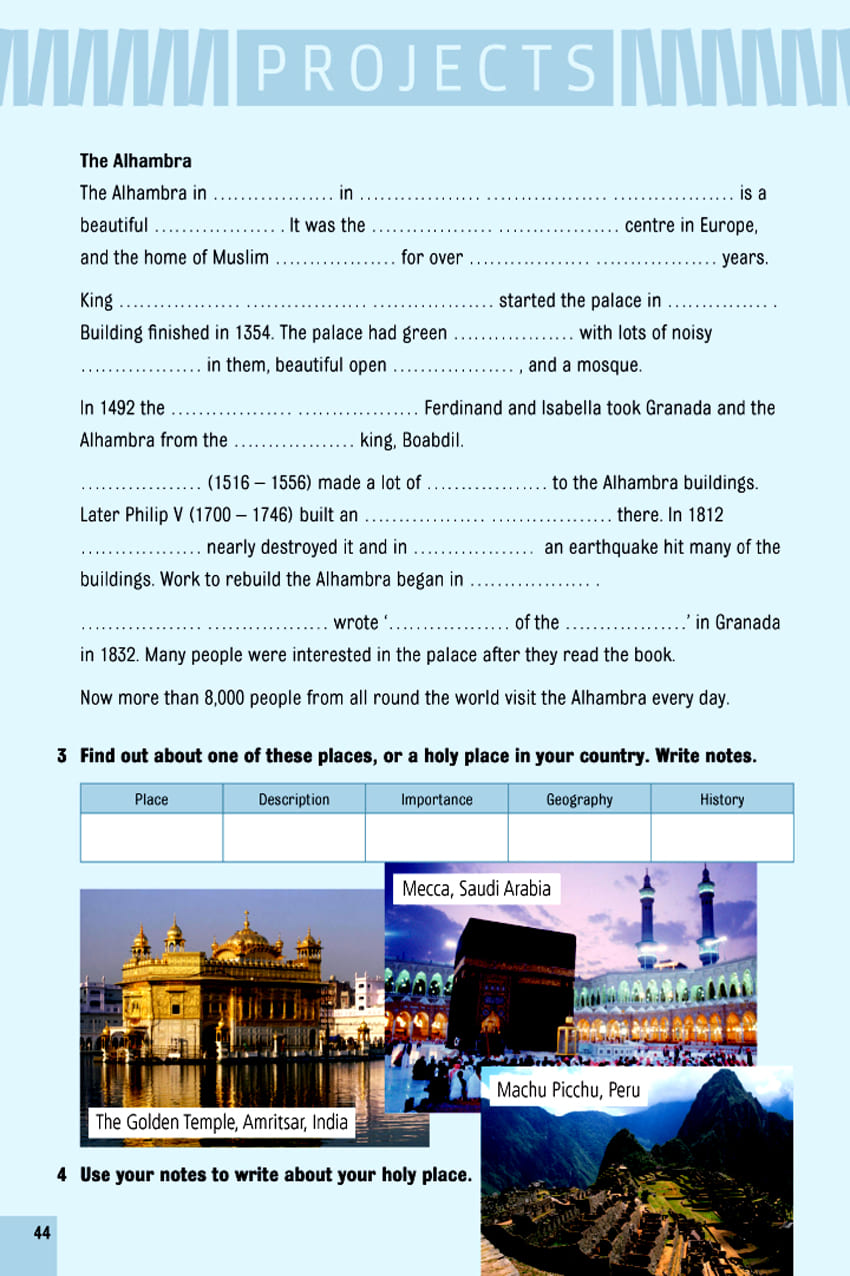 PROJECTS
The Alhambra
The Alhambra in .................. in .................. .................. .................. is a
beautiful .................. . It was the .................. .................. centre in Europe,
and the home of Muslim .................. for over .................. .................. years.
King .................. .................. .................. started the palace in ............... .
Building finished in 1354. The palace had green .................. with lots of noisy
.................. in them, beautiful open .................. , and a mosque.
In 1492 the .................. .................. Ferdinand and Isabella took Granada and the
Alhambra from the .................. king, Boabdil.
.................. (1516 – 1556) made a lot of .................. to the Alhambra buildings.
Later Philip V (1700 – 1746) built an .................. .................. there. In 1812
.................. nearly destroyed it and in .................. an earthquake hit many of the
buildings. Work to rebuild the Alhambra began in .................. .
.................. .................. wrote ‘.................. of the ..................’ in Granada
in 1832. Many people were interested in the palace after they read the book.
Now more than 8,000 people from all round the world visit the Alhambra every day.
3 Find out about one of these places, or a holy place in your country. Write notes.
Place Description Importance Geography History
Mecca, Saudi Arabia
Machu Picchu, Peru
The Golden Temple, Amritsar, India
4 Use your notes to write about your holy place.
44